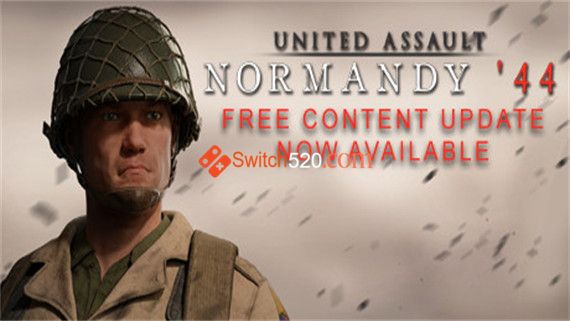 UNITED ASSAULT
NORMANDY '44
FREE CONTENT UPDATE
NOW AVAILABLE
Switch520.com